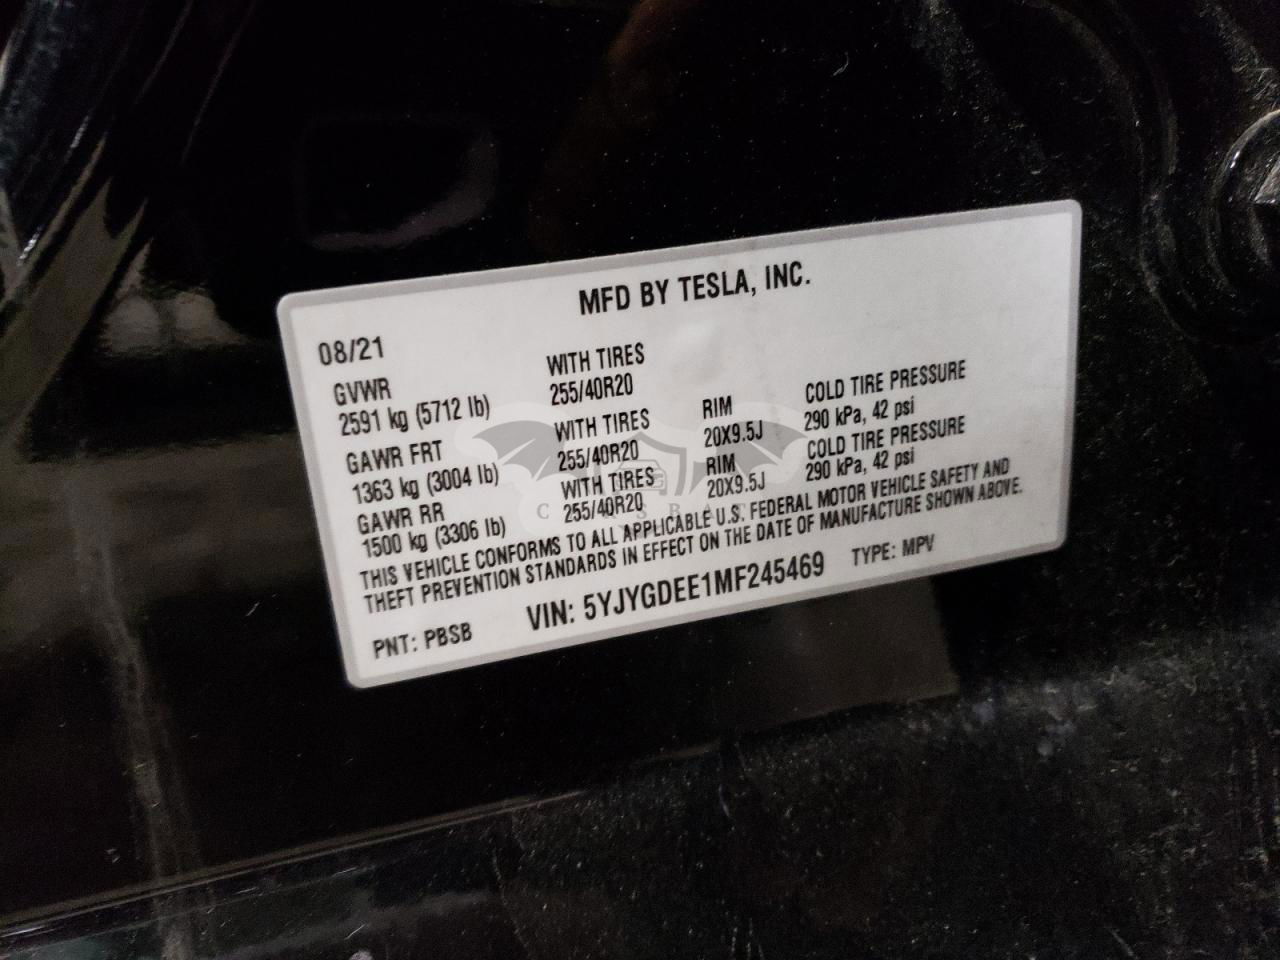 MFD BY TESLA, INC.
08/21
GVWR WITH TIRES
2591 kg (5712 lb) 255/40R20
GAWR FRT WITH TIRES RIM COLD TIRE PRESSURE
1363 kg (3004 lb) 255/40R20 20X9.5J 290 kPa, 42 psi
GAWR RR WITH TIRES RIM COLD TIRE PRESSURE
1500 kg (3306 lb) 255/40R20 20X9.5J 290 kPa, 42 psi
THIS VEHICLE CONFORMS TO ALL APPLICABLE U.S. FEDERAL MOTOR VEHICLE SAFETY AND
THEFT PREVENTION STANDARDS IN EFFECT ON THE DATE OF MANUFACTURE SHOWN ABOVE.
PNT: PBSB VIN: 5YJYGDEE1MF245469 TYPE: MPV